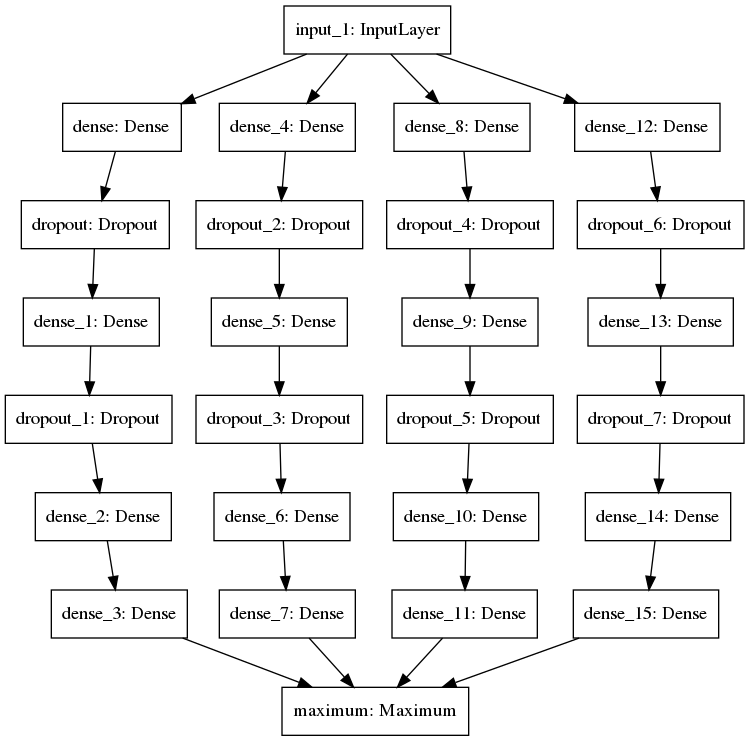 input_1: InputLayer
dense: Dense
dense_4: Dense
dense_8: Dense
dense_12: Dense
dropout: Dropout
dropout_2: Dropout
dropout_4: Dropout
dropout_6: Dropout
dense_1: Dense
dense_5: Dense
dense_9: Dense
dense_13: Dense
dropout_1: Dropout
dropout_3: Dropout
dropout_5: Dropout
dropout_7: Dropout
dense_2: Dense
dense_6: Dense
dense_10: Dense
dense_14: Dense
dense_3: Dense
dense_7: Dense
dense_11: Dense
dense_15: Dense
maximum: Maximum